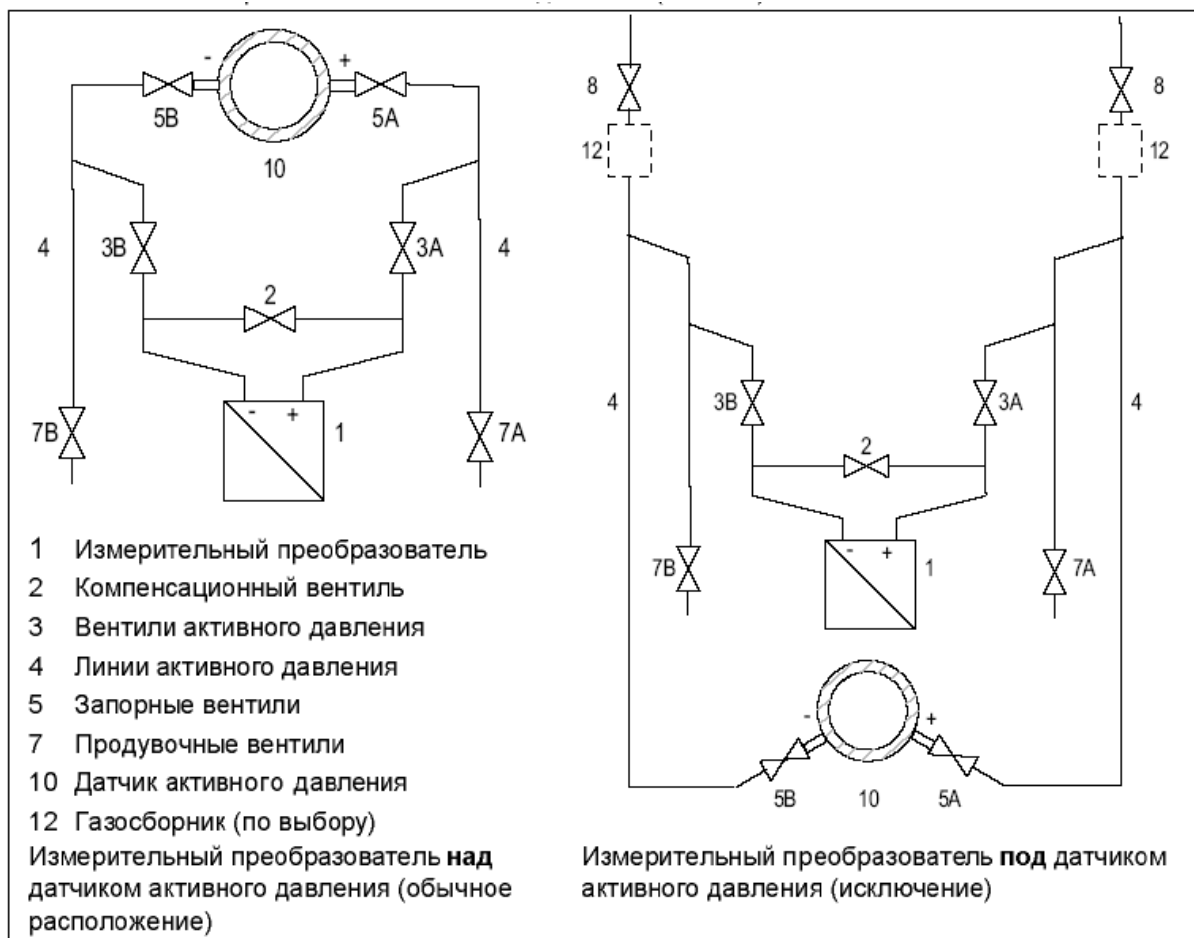 - +
5B 5A
10
4 3B 3A 4
2
- +
7B 1 7A
8 8
12 12
4 3B 3A 4
2
- +
7B 1 7A
- +
5B 10 5A
1 Измерительный преобразователь
2 Компенсационный вентиль
3 Вентили активного давления
4 Линии активного давления
5 Запорные вентили
7 Продувочные вентили
10 Датчик активного давления
12 Газосборник (по выбору)
Измерительный преобразователь над
датчиком активного давления (обычное
расположение)
Измерительный преобразователь под датчиком
активного давления (исключение)